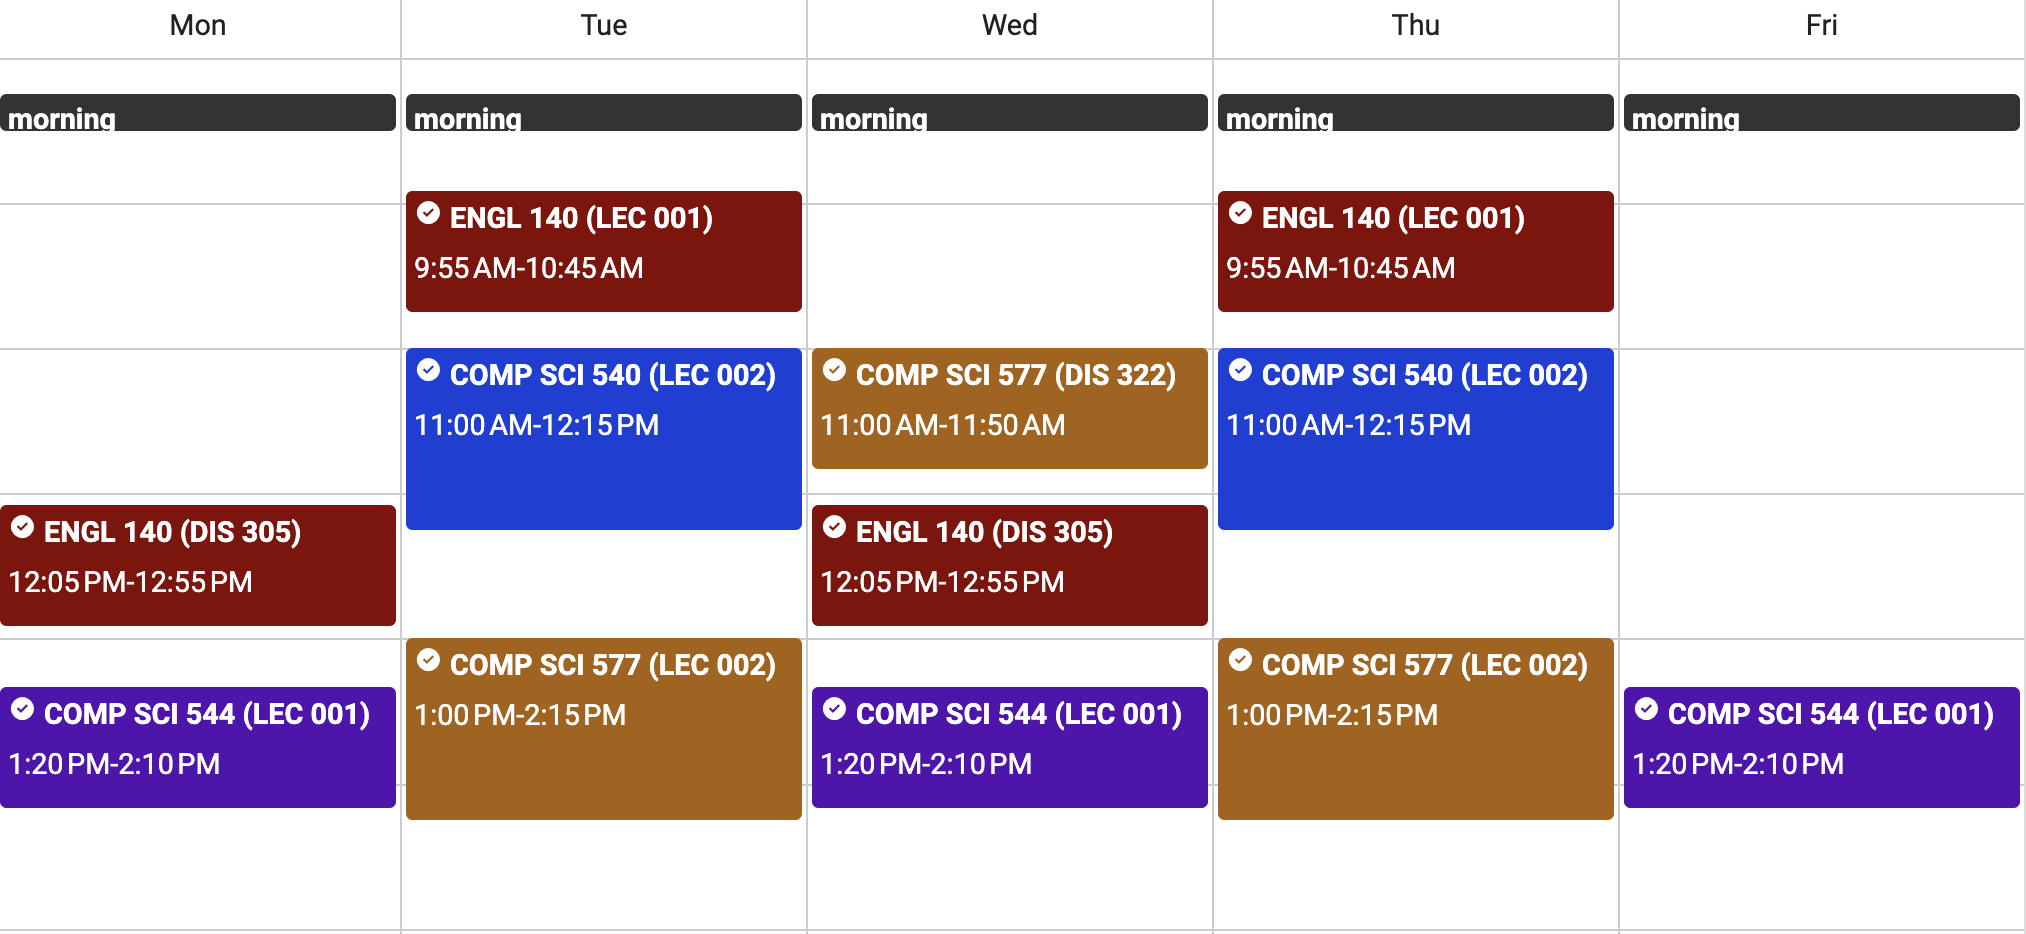 Mon
Tue
Wed
Thu
Fri
morning
morning
morning
morning
morning
ENGL 140 (LEC 001)
9:55 AM-10:45 AM
ENGL 140 (LEC 001)
9:55 AM-10:45 AM
COMP SCI 540 (LEC 002)
11:00 AM-12:15 PM
COMP SCI 577 (DIS 322)
11:00 AM-11:50 AM
COMP SCI 540 (LEC 002)
11:00 AM-12:15 PM
ENGL 140 (DIS 305)
12:05 PM-12:55 PM
ENGL 140 (DIS 305)
12:05 PM-12:55 PM
COMP SCI 577 (LEC 002)
1:00 PM-2:15 PM
COMP SCI 577 (LEC 002)
1:00 PM-2:15 PM
COMP SCI 544 (LEC 001)
1:20 PM-2:10 PM
COMP SCI 544 (LEC 001)
1:20 PM-2:10 PM
COMP SCI 544 (LEC 001)
1:20 PM-2:10 PM